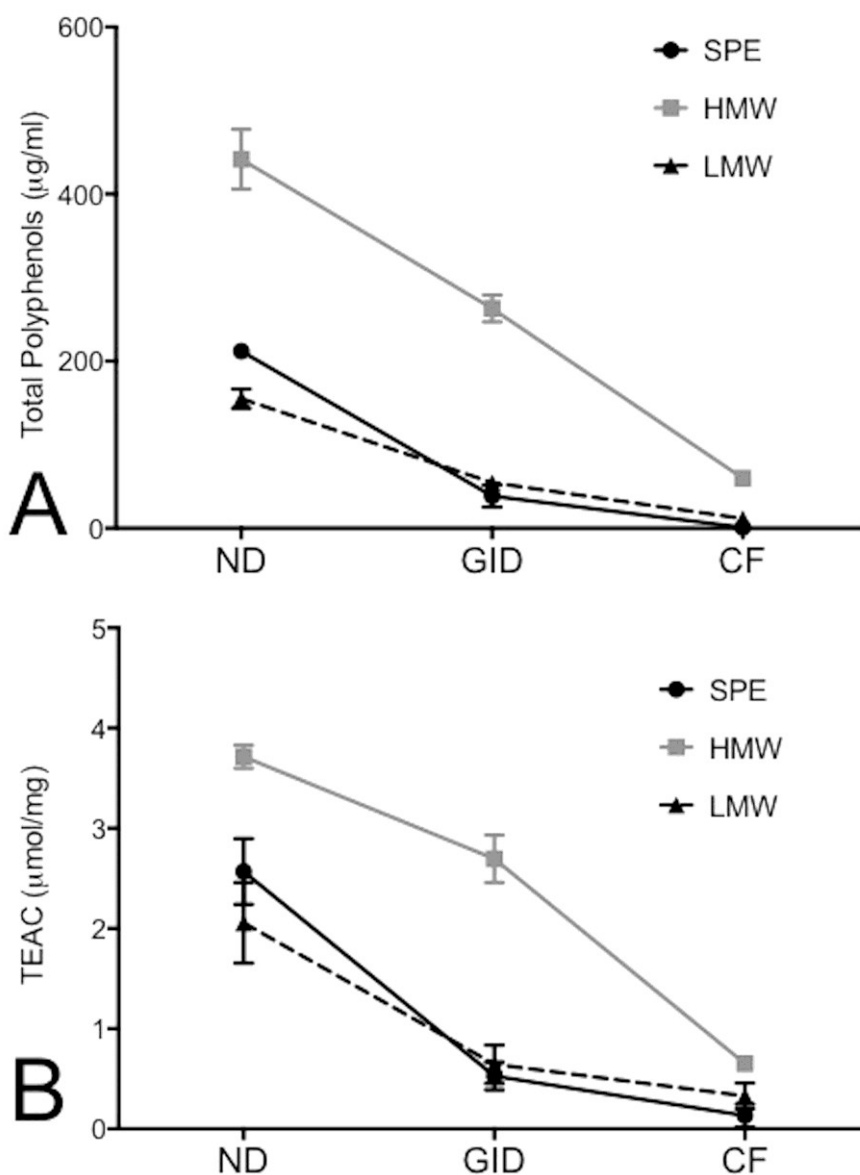 600
400
200
0
Total Polyphenols (μg/ml)
SPE
HMW
LMW
A
ND GID CF
5
4
3
2
1
0
TEAC (μmol/mg)
SPE
HMW
LMW
B
ND GID CF